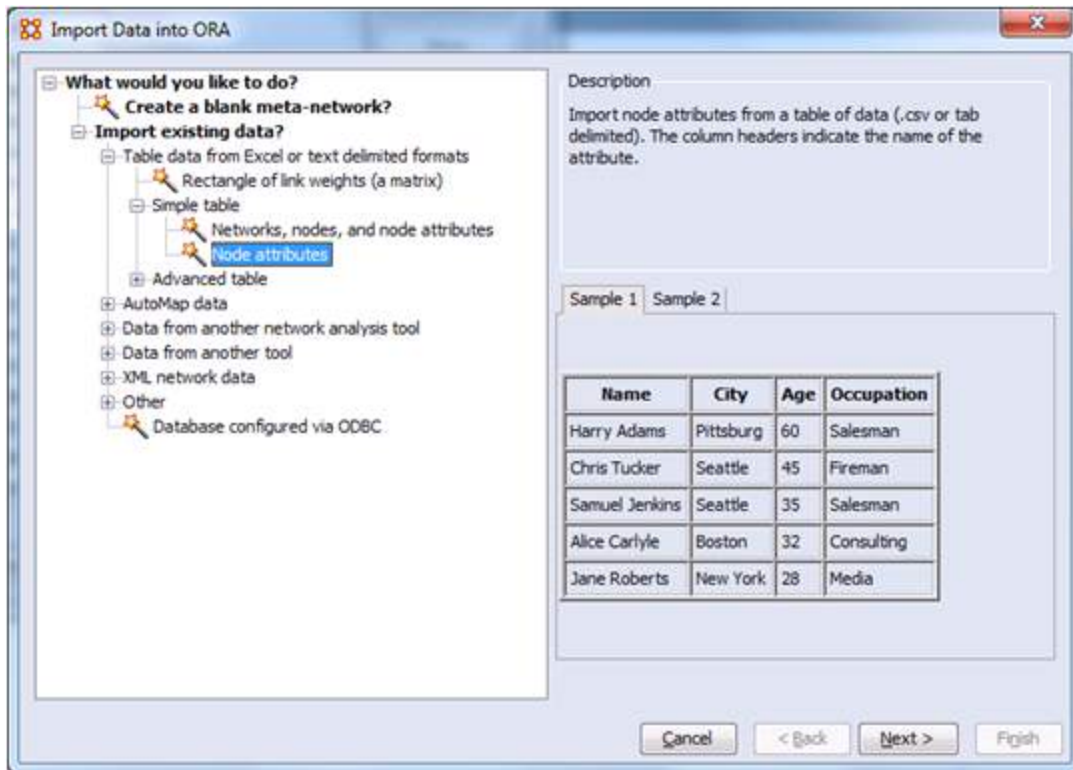 Import Data into ORA
What would you like to do?
Create a blank meta-network?
Import existing data?
Table data from Excel or text delimited formats
Rectangle of link weights (a matrix)
Simple table
Networks, nodes, and node attributes
Node attributes
Advanced table
AutoMap data
Data from another network analysis tool
Data from another tool
XML network data
Other
Database configured via ODBC
Description
Import node attributes from a table of data (.csv or tab
delimited). The column headers indicate the name of the
attribute.
Sample 1 Sample 2
Name City Age Occupation
Harry Adams Pittsburg 60 Salesman
Chris Tucker Seattle 45 Fireman
Samuel Jenkins Seattle 35 Salesman
Alice Carlyle Boston 32 Consulting
Jane Roberts New York 28 Media
Cancel < Back Next > Finish